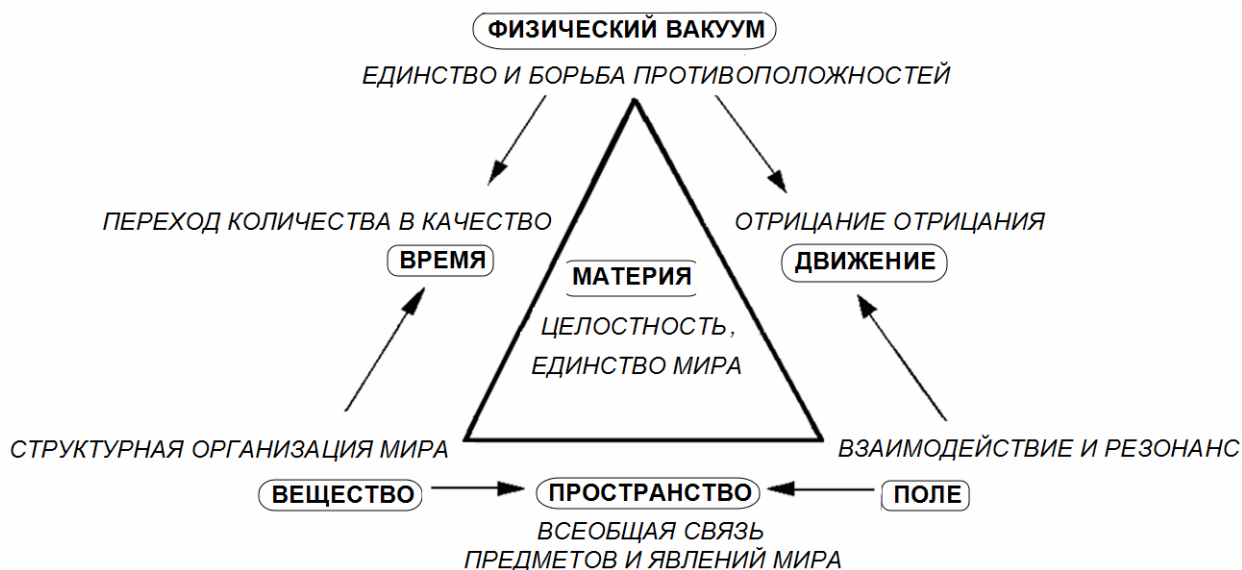 ФИЗИЧЕСКИЙ ВАКУУМ
ЕДИНСТВО И БОРЬБА ПРОТИВОПОЛОЖНОСТЕЙ
ПЕРЕХОД КОЛИЧЕСТВА В КАЧЕСТВО
ВРЕМЯ
ОТРИЦАНИЕ ОТРИЦАНИЯ
ДВИЖЕНИЕ
МАТЕРИЯ
ЦЕЛОСТНОСТЬ,
ЕДИНСТВО МИРА
СТРУКТУРНАЯ ОРГАНИЗАЦИЯ МИРА
ВЕЩЕСТВО
ВЗАИМОДЕЙСТВИЕ И РЕЗОНАНС
ПОЛЕ
ПРОСТРАНСТВО
ВСЕОБЩАЯ СВЯЗЬ
ПРЕДМЕТОВ И ЯВЛЕНИЙ МИРА